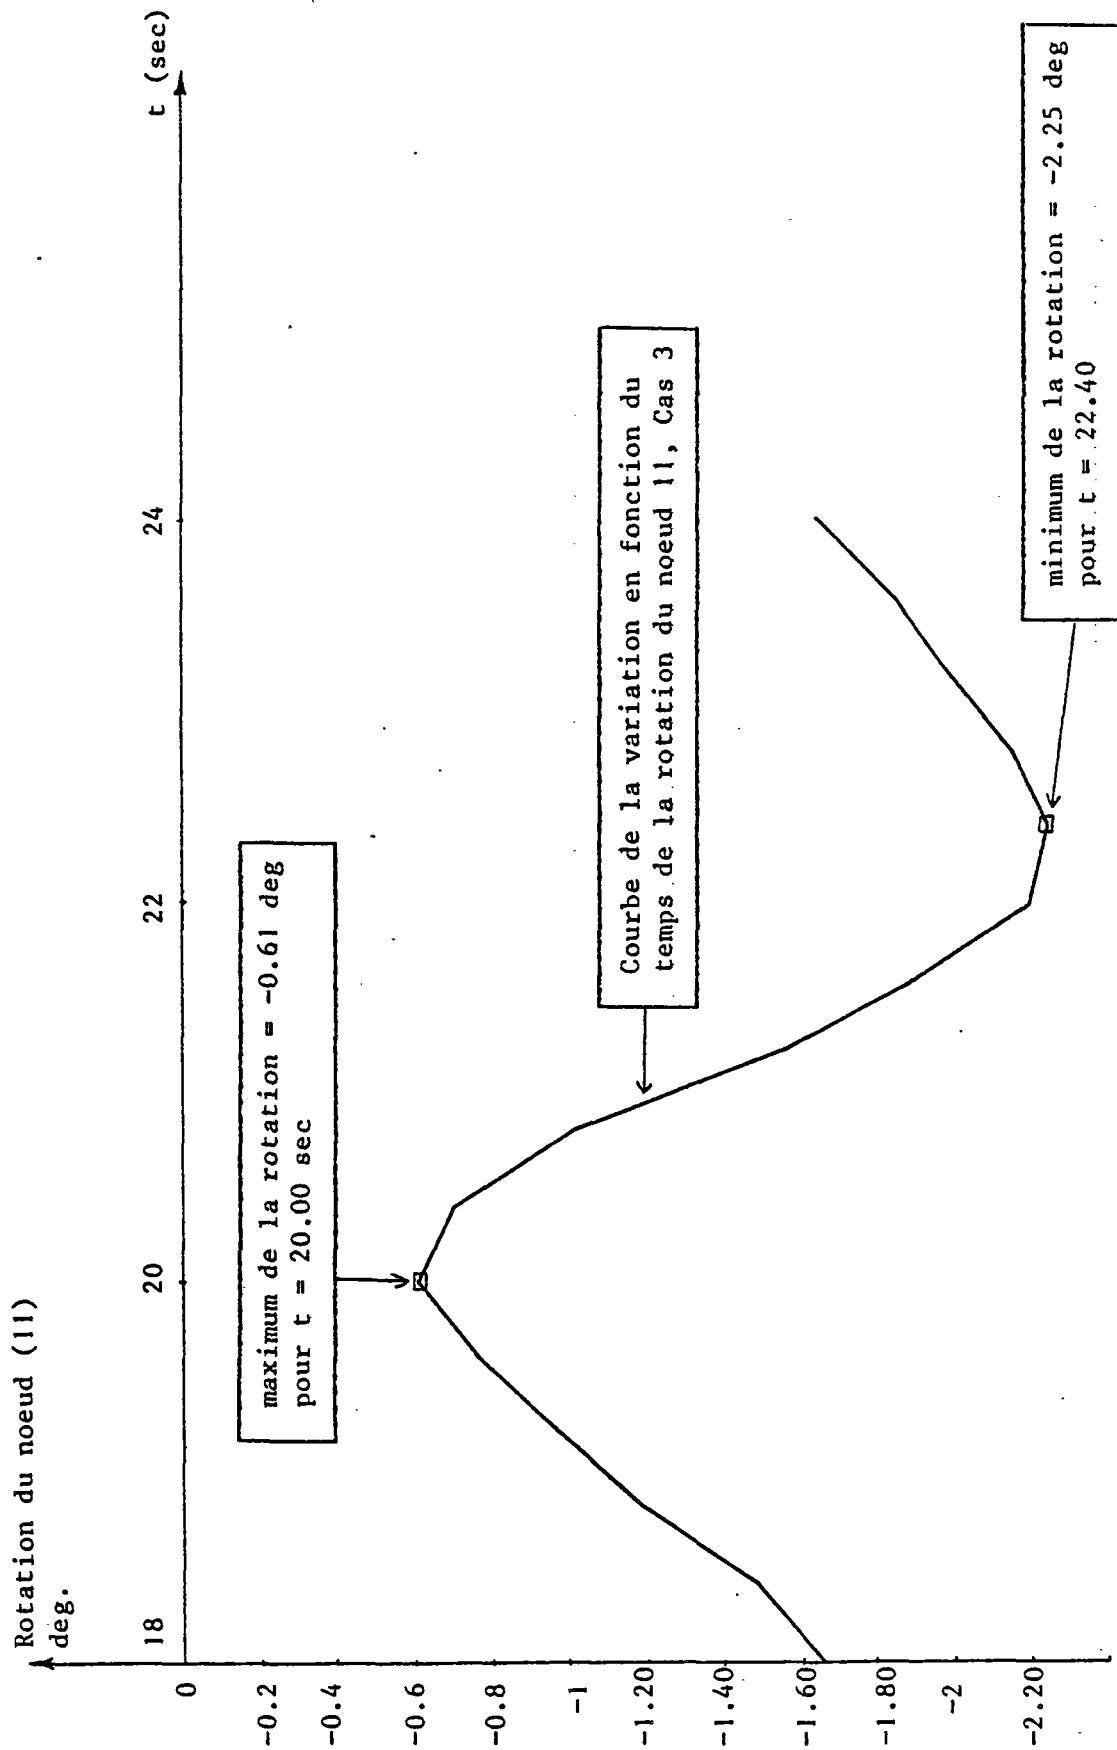 Rotation du noeud (11)
deg.
t (sec)
18
20
22
24
0
-0.2
-0.4
-0.6
-0.8
-1
-1.20
-1.40
-1.60
-1.80
-2
-2.20
maximum de la rotation = -0.61 deg
pour t = 20.00 sec
Courbe de la variation en fonction du
temps de la rotation du noeud 11, Cas 3
minimum de la rotation = -2.25 deg
pour t = 22.40